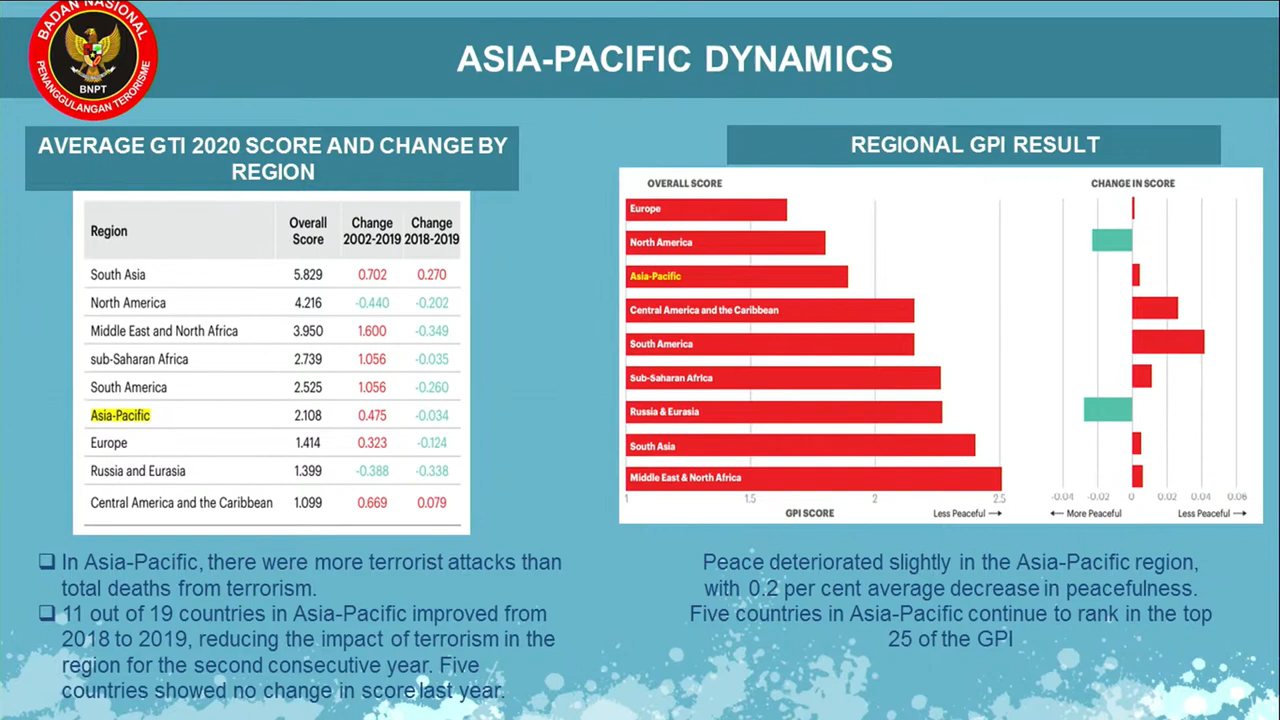 BADAN NASIONAL
PENANGGULANGAN TERORISME
BNPT
ASIA-PACIFIC DYNAMICS
AVERAGE GTI 2020 SCORE AND CHANGE BY
REGION
Region Overall Score Change 2002-2019 Change 2018-2019
South Asia 5.829 0.702 0.270
North America 4.216 -0.440 -0.202
Middle East and North Africa 3.950 1.600 -0.349
sub-Saharan Africa 2.739 1.056 -0.035
South America 2.525 1.056 -0.260
Asia-Pacific 2.108 0.475 -0.034
Europe 1.414 0.323 -0.124
Russia and Eurasia 1.399 -0.388 -0.338
Central America and the Caribbean 1.099 0.669 0.079
❑ In Asia-Pacific, there were more terrorist attacks than
total deaths from terrorism.
❑ 11 out of 19 countries in Asia-Pacific improved from
2018 to 2019, reducing the impact of terrorism in the
region for the second consecutive year. Five
countries showed no change in score last year.
REGIONAL GPI RESULT
OVERALL SCORE CHANGE IN SCORE
Europe
North America
Asia-Pacific
Central America and the Caribbean
South America
Sub-Saharan Africa
Russia & Eurasia
South Asia
Middle East & North Africa
1 1.5 2 2.5 -0.04 -0.02 0 0.02 0.04 0.06
GPI SCORE Less Peaceful → ← More Peaceful Less Peaceful →
Peace deteriorated slightly in the Asia-Pacific region,
with 0.2 per cent average decrease in peacefulness.
Five countries in Asia-Pacific continue to rank in the top
25 of the GPI